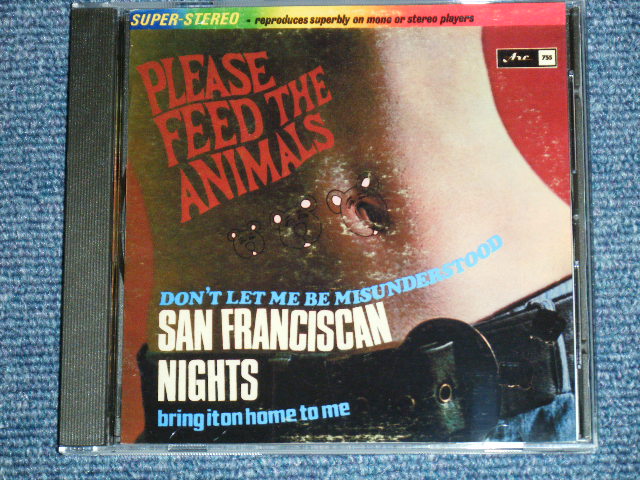 SUPER-STEREO - reproduces superbly on mono or stereo players
Arc 755
PLEASE
FEED THE
ANIMALS
DON'T LET ME BE MISUNDERSTOOD
SAN FRANCISCAN
NIGHTS
bring it on home to me